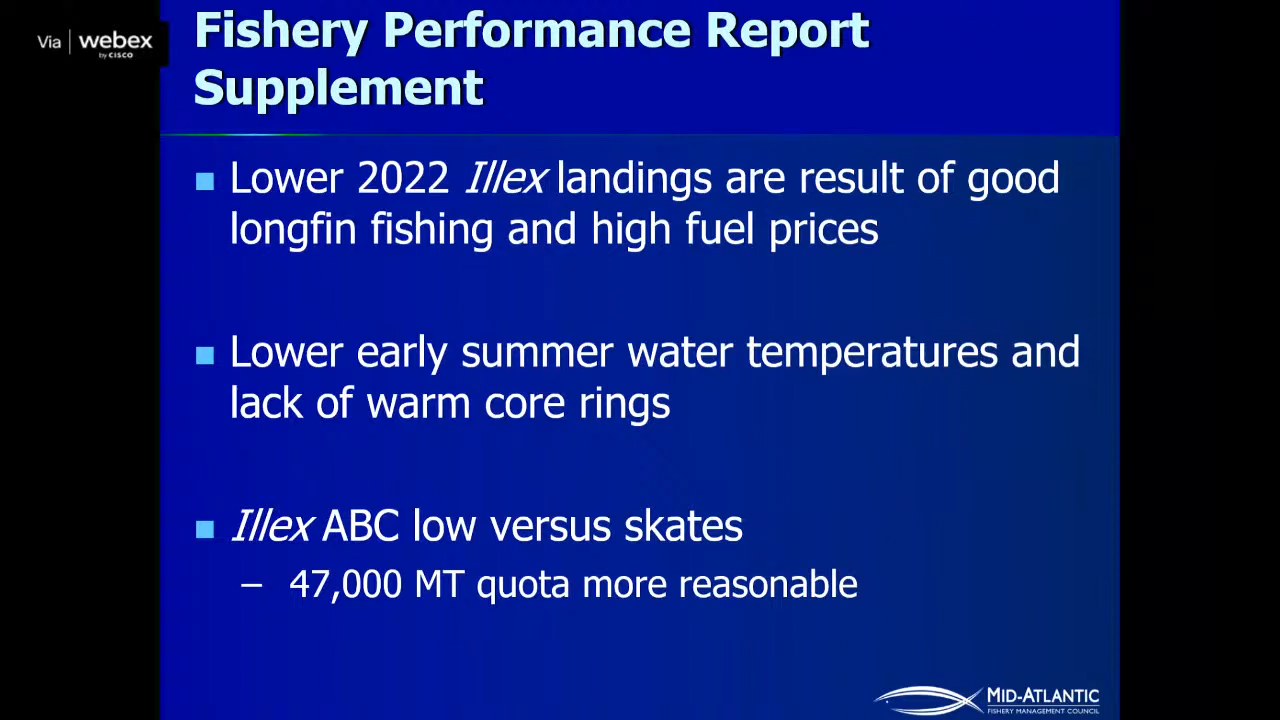 Via webex
by CISCO
Fishery Performance Report
Supplement
Lower 2022 Illex landings are result of good
longfin fishing and high fuel prices
Lower early summer water temperatures and
lack of warm core rings
Illex ABC low versus skates
– 47,000 MT quota more reasonable
MID-ATLANTIC
FISHERY MANAGEMENT COUNCIL